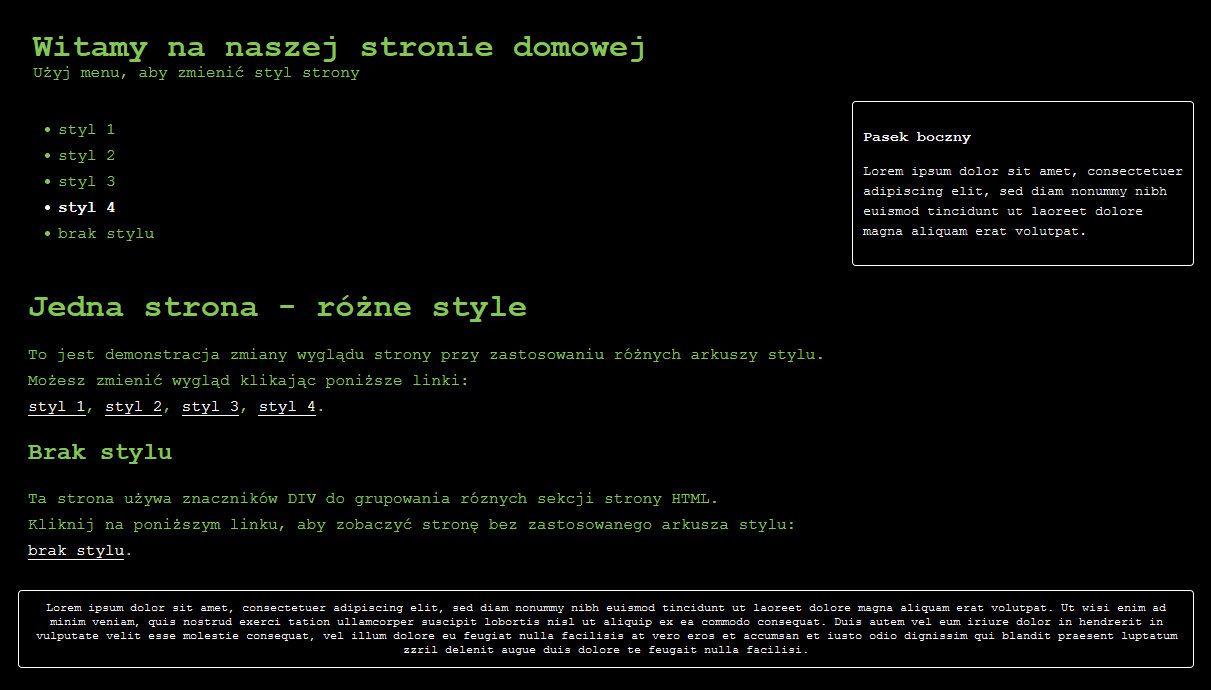 Witamy na naszej stronie domowej
Użyj menu, aby zmienić styl strony
• styl 1
• styl 2
• styl 3
• styl 4
• brak stylu
Pasek boczny
Lorem ipsum dolor sit amet, consectetuer
adipiscing elit, sed diam nonummy nibh
euismod tincidunt ut laoreet dolore
magna aliquam erat volutpat.
Jedna strona - różne style
To jest demonstracja zmiany wyglądu strony przy zastosowaniu różnych arkuszy stylu.
Możesz zmienić wygląd klikając poniższe linki:
styl 1, styl 2, styl 3, styl 4.
Brak stylu
Ta strona używa znaczników DIV do grupowania róznych sekcji strony HTML.
Kliknij na poniższym linku, aby zobaczyć stronę bez zastosowanego arkusza stylu:
brak stylu.
Lorem ipsum dolor sit amet, consectetuer adipiscing elit, sed diam nonummy nibh euismod tincidunt ut laoreet dolore magna aliquam erat volutpat. Ut wisi enim ad
minim veniam, quis nostrud exerci tation ullamcorper suscipit lobortis nisl ut aliquip ex ea commodo consequat. Duis autem vel eum iriure dolor in hendrerit in
vulputate velit esse molestie consequat, vel illum dolore eu feugiat nulla facilisis at vero eros et accumsan et iusto odio dignissim qui blandit praesent luptatum
zzril delenit augue duis dolore te feugait nulla facilisi.